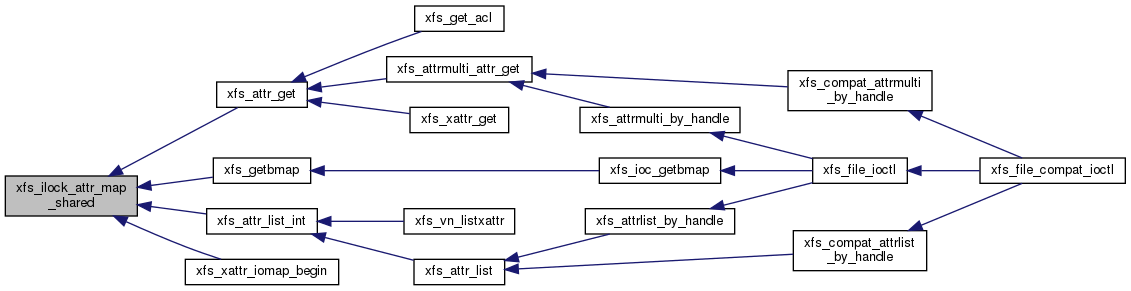 xfs_get_acl
xfs_attrmulti_attr_get
xfs_compat_attrmulti
_by_handle
xfs_attr_get
xfs_xattr_get
xfs_attrmulti_by_handle
xfs_getbmap
xfs_ioc_getbmap
xfs_file_ioctl
xfs_file_compat_ioctl
xfs_ilock_attr_map
_shared
xfs_attr_list_int
xfs_vn_listxattr
xfs_attrlist_by_handle
xfs_compat_attrlist
_by_handle
xfs_xattr_iomap_begin
xfs_attr_list